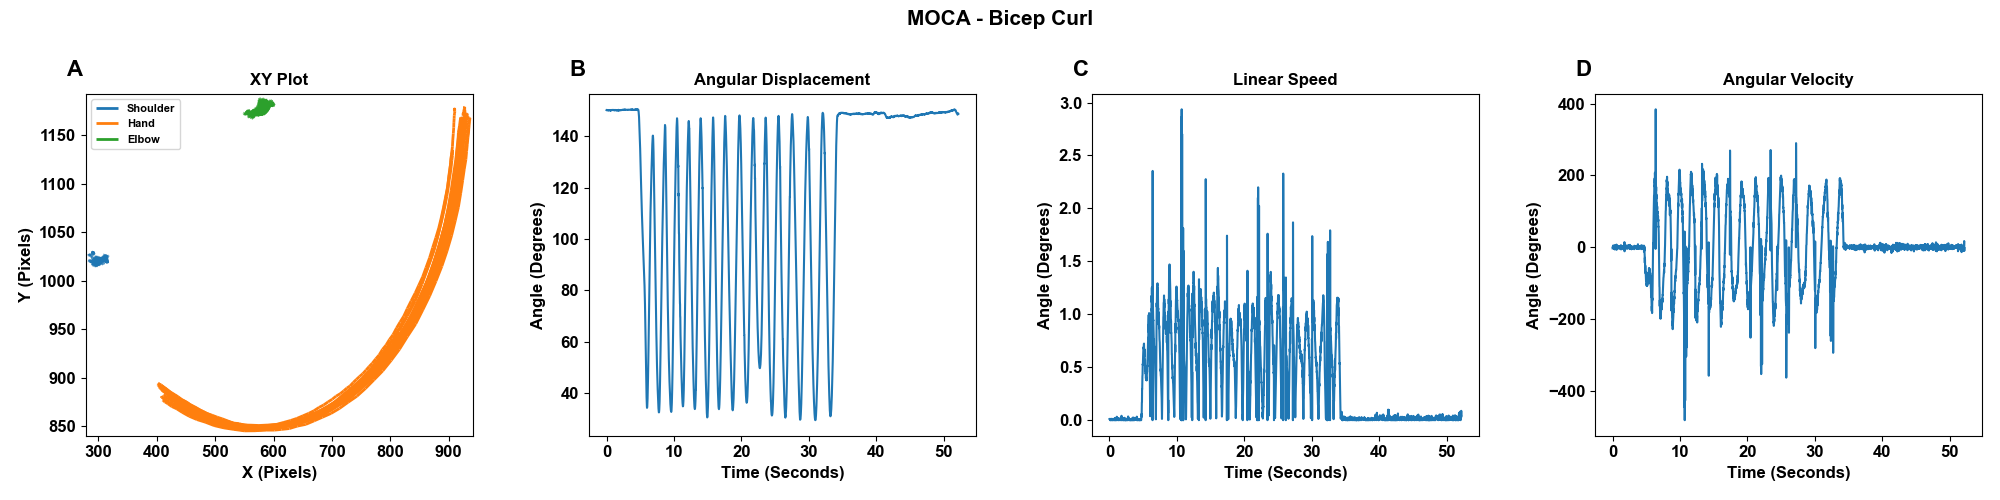 MOCA - Bicep Curl
A
XY Plot
Shoulder
Hand
Elbow
Y (Pixels)
1150
1100
1050
1000
950
900
850
300 400 500 600 700 800 900
X (Pixels)
B
Angular Displacement
Angle (Degrees)
140
120
100
80
60
40
0 10 20 30 40 50
Time (Seconds)
C
Linear Speed
Angle (Degrees)
3.0
2.5
2.0
1.5
1.0
0.5
0.0
0 10 20 30 40 50
Time (Seconds)
D
Angular Velocity
Angle (Degrees)
400
200
0
−200
−400
0 10 20 30 40 50
Time (Seconds)